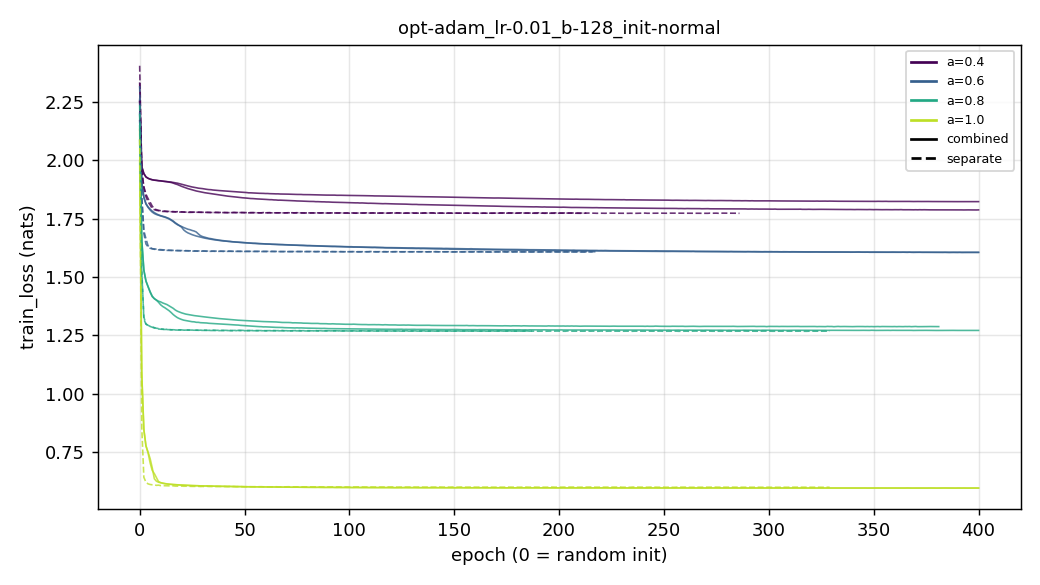 opt-adam_lr-0.01_b-128_init-normal
a=0.4
a=0.6
a=0.8
a=1.0
combined
separate
train_loss (nats)
2.25
2.00
1.75
1.50
1.25
1.00
0.75
0 50 100 150 200 250 300 350 400
epoch (0 = random init)